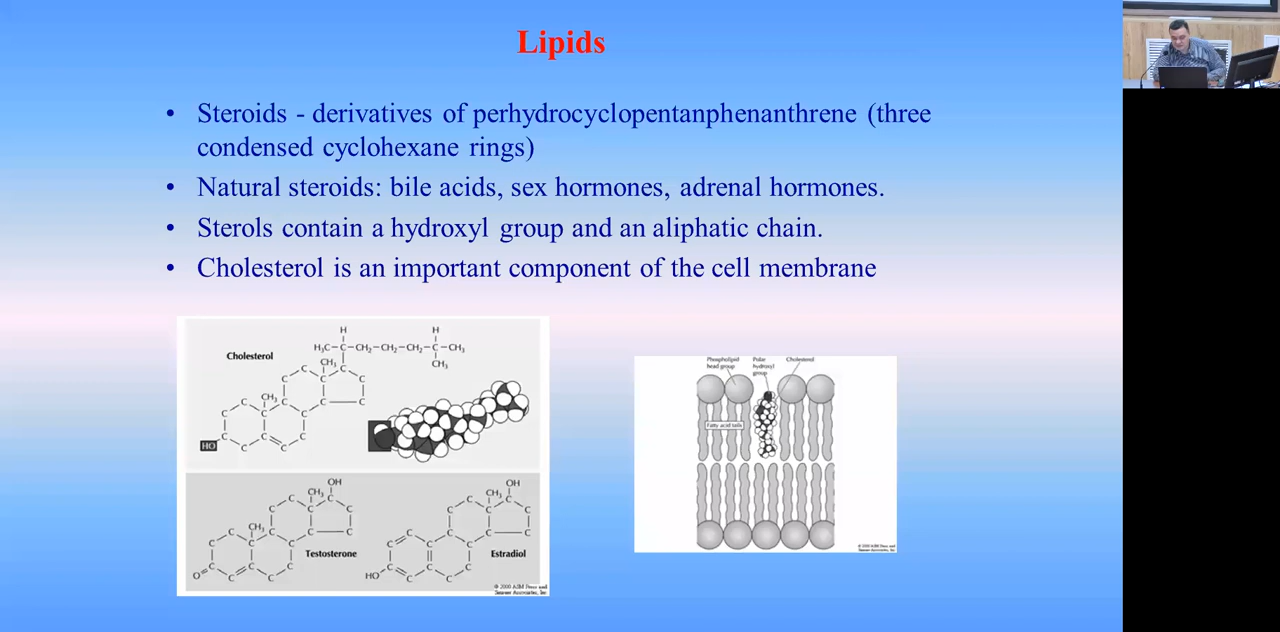 Lipids
• Steroids - derivatives of perhydrocyclopentanphenanthrene (three
condensed cyclohexane rings)
• Natural steroids: bile acids, sex hormones, adrenal hormones.
• Sterols contain a hydroxyl group and an aliphatic chain.
• Cholesterol is an important component of the cell membrane
Cholesterol
H H
H₃C–C–CH₂–CH₂–CH₂–C–CH₃
CH₃ C CH₃
C C C
C C
CH₃ C C C
C C C
C C C
HO C C C
OH
CH₃ C
C C C
C C
CH₃ C C C
C C C
C C C
O C C C
Testosterone
OH
CH₃ C
C C C
C C
C C C C
C C C
HO C C C
Estradiol
© 2000 ASM Press and
Sinauer Associates, Inc
Phospholipid
head group
Polar
hydroxyl
group
Cholesterol
Fatty acid tails
© 2000 ASM Press and
Sinauer Associates, Inc.